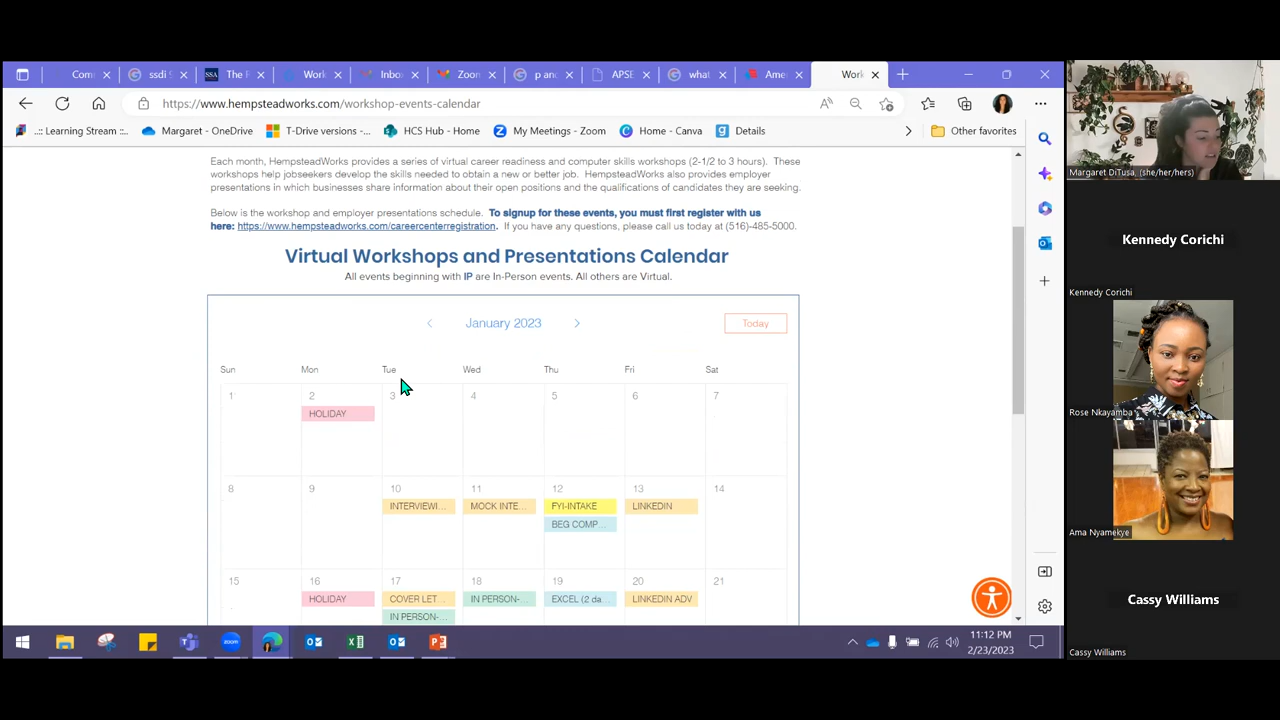 Com
ssdi
The
Work
Inbo
Zoom
p and
APSE
what
Ame
Work
https://www.hempsteadworks.com/workshop-events-calendar
..:: Learning Stream ::..
Margaret - OneDrive
T-Drive versions -...
HCS Hub - Home
My Meetings - Zoom
Home - Canva
Details
Other favorites
Each month, HempsteadWorks provides a series of virtual career readiness and computer skills workshops (2-1/2 to 3 hours). These
workshops help jobseekers develop the skills needed to obtain a new or better job. HempsteadWorks also provides employer
presentations in which businesses share information about their open positions and the qualifications of candidates they are seeking.
Below is the workshop and employer presentations schedule. To signup for these events, you must first register with us
here: https://www.hempsteadworks.com/careercenterregistration. If you have any questions, please call us today at (516)-485-5000.
Virtual Workshops and Presentations Calendar
All events beginning with IP are In-Person events. All others are Virtual.
January 2023
Today
Sun Mon Tue Wed Thu Fri Sat
1 2 3 4 5 6 7
HOLIDAY
8 9 10 11 12 13 14
INTERVIEWI... MOCK INTE... FYI-INTAKE LINKEDIN
BEG COMP...
15 16 17 18 19 20 21
HOLIDAY COVER LET... IN PERSON-... EXCEL (2 da... LINKEDIN ADV
IN PERSON-...
11:12 PM
2/23/2023
Margaret DiTusa, (she/her/hers)
Kennedy Corichi
Kennedy Corichi
Rose Nkayamba
Ama Nyamekye
Cassy Williams
Cassy Williams